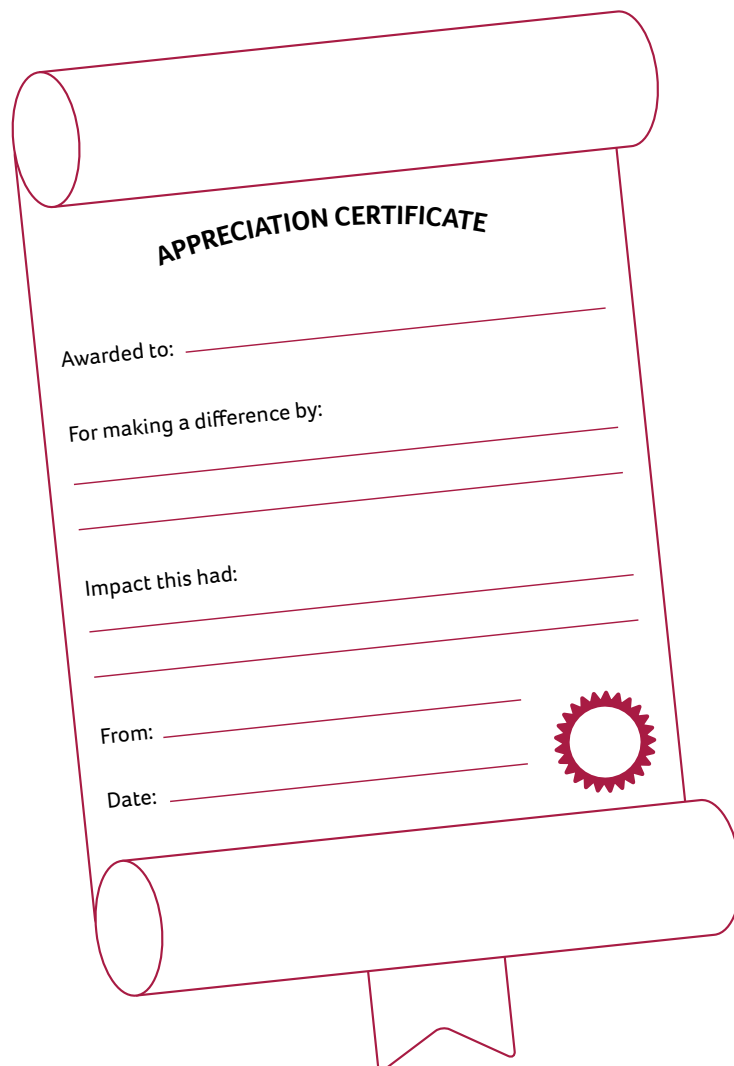 APPRECIATION CERTIFICATE
Awarded to:
For making a difference by:
Impact this had:
From:
Date: